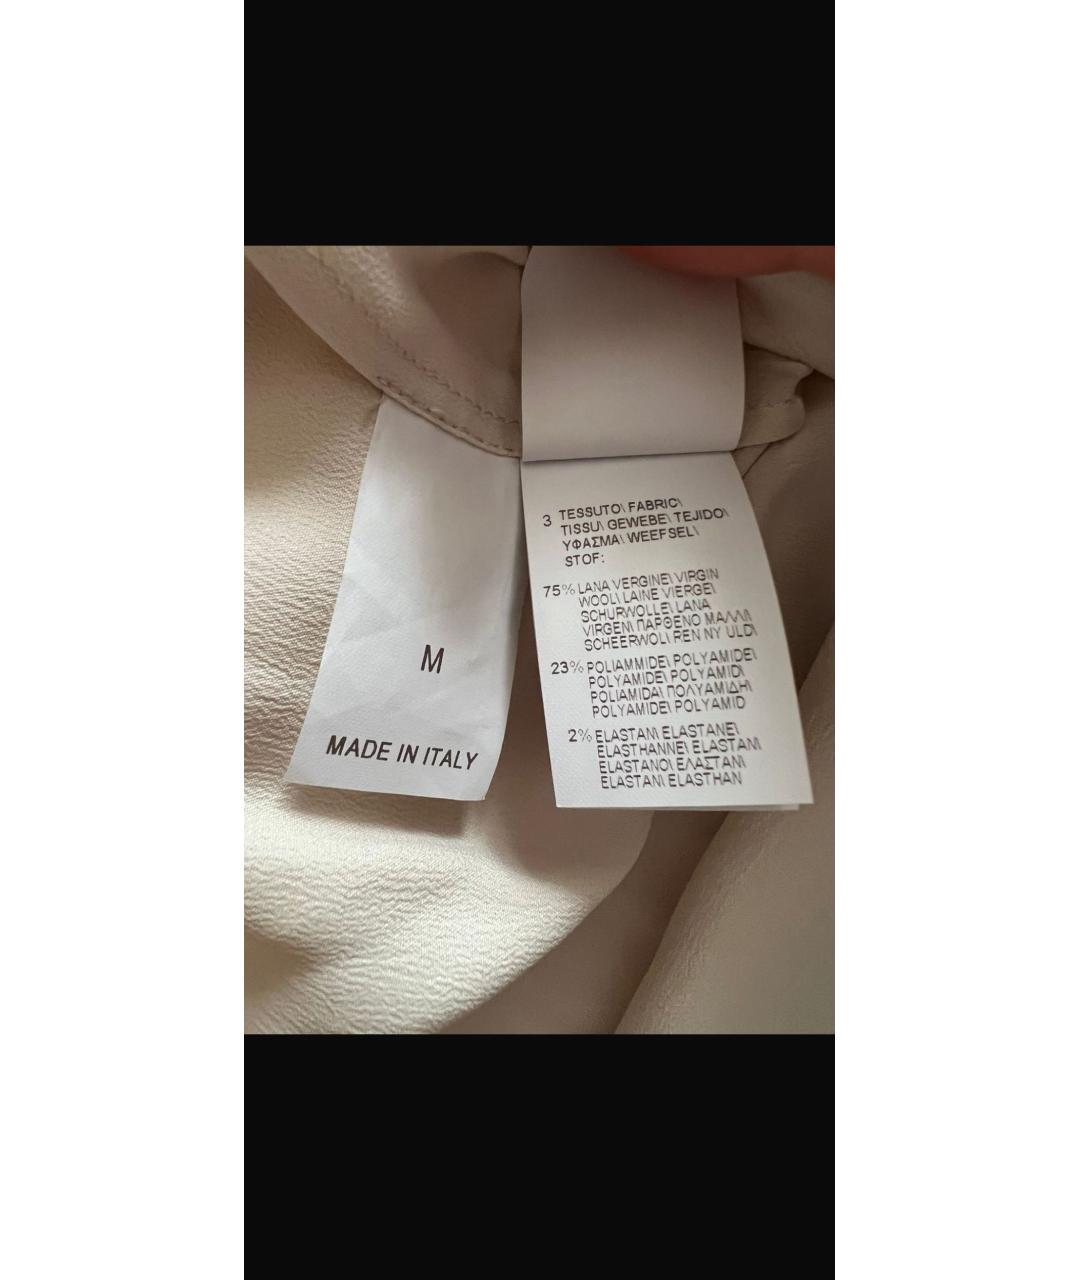 M
MADE IN ITALY
3 TESSUTO\ FABRIC\
TISSU\ GEWEBE\ TEJIDO\
ΥΦΑΣΜΑ\ WEEFSEL\
STOF:
75% LANA VERGINE\ VIRGIN
WOOL\ LAINE VIERGE\
SCHURWOLLE\ LANA
VIRGEN\ ΠΑΡΘΕΝΟ ΜΑΛΛΙ\
SCHEERWOL\ REN NY ULD\
23% POLIAMMIDE\ POLYAMIDE\
POLYAMIDE\ POLYAMID\
POLIAMIDA\ ΠΟΛΥΑΜΙΔΗ\
POLYAMIDE\ POLYAMID
2% ELASTAN\ ELASTANE\
ELASTHANNE\ ELASTAN\
ELASTANO\ ΕΛΑΣΤΑΝ\
ELASTAN\ ELASTHAN